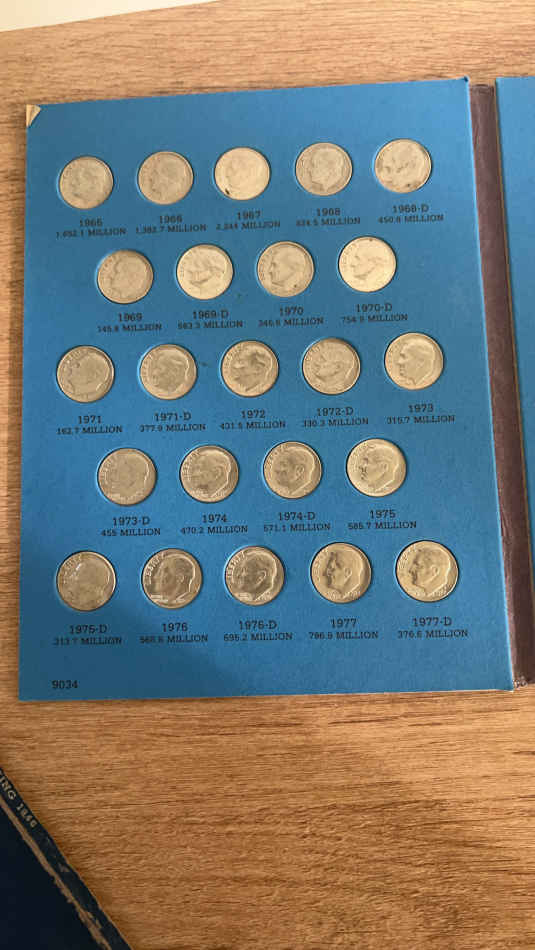 1965 1966 1967 1968 1968-D
1,652.1 MILLION 1,382.7 MILLION 2,244 MILLION 424.5 MILLION 480.8 MILLION
1969 1969-D 1970 1970-D
145.8 MILLION 563.3 MILLION 345.6 MILLION 754.9 MILLION
1971 1971-D 1972 1972-D 1973
162.7 MILLION 377.9 MILLION 431.5 MILLION 330.3 MILLION 315.7 MILLION
1973-D 1974 1974-D 1975
455 MILLION 470.2 MILLION 571.1 MILLION 585.7 MILLION
1975-D 1976 1976-D 1977 1977-D
313.7 MILLION 568.8 MILLION 695.2 MILLION 796.9 MILLION 376.6 MILLION
9034